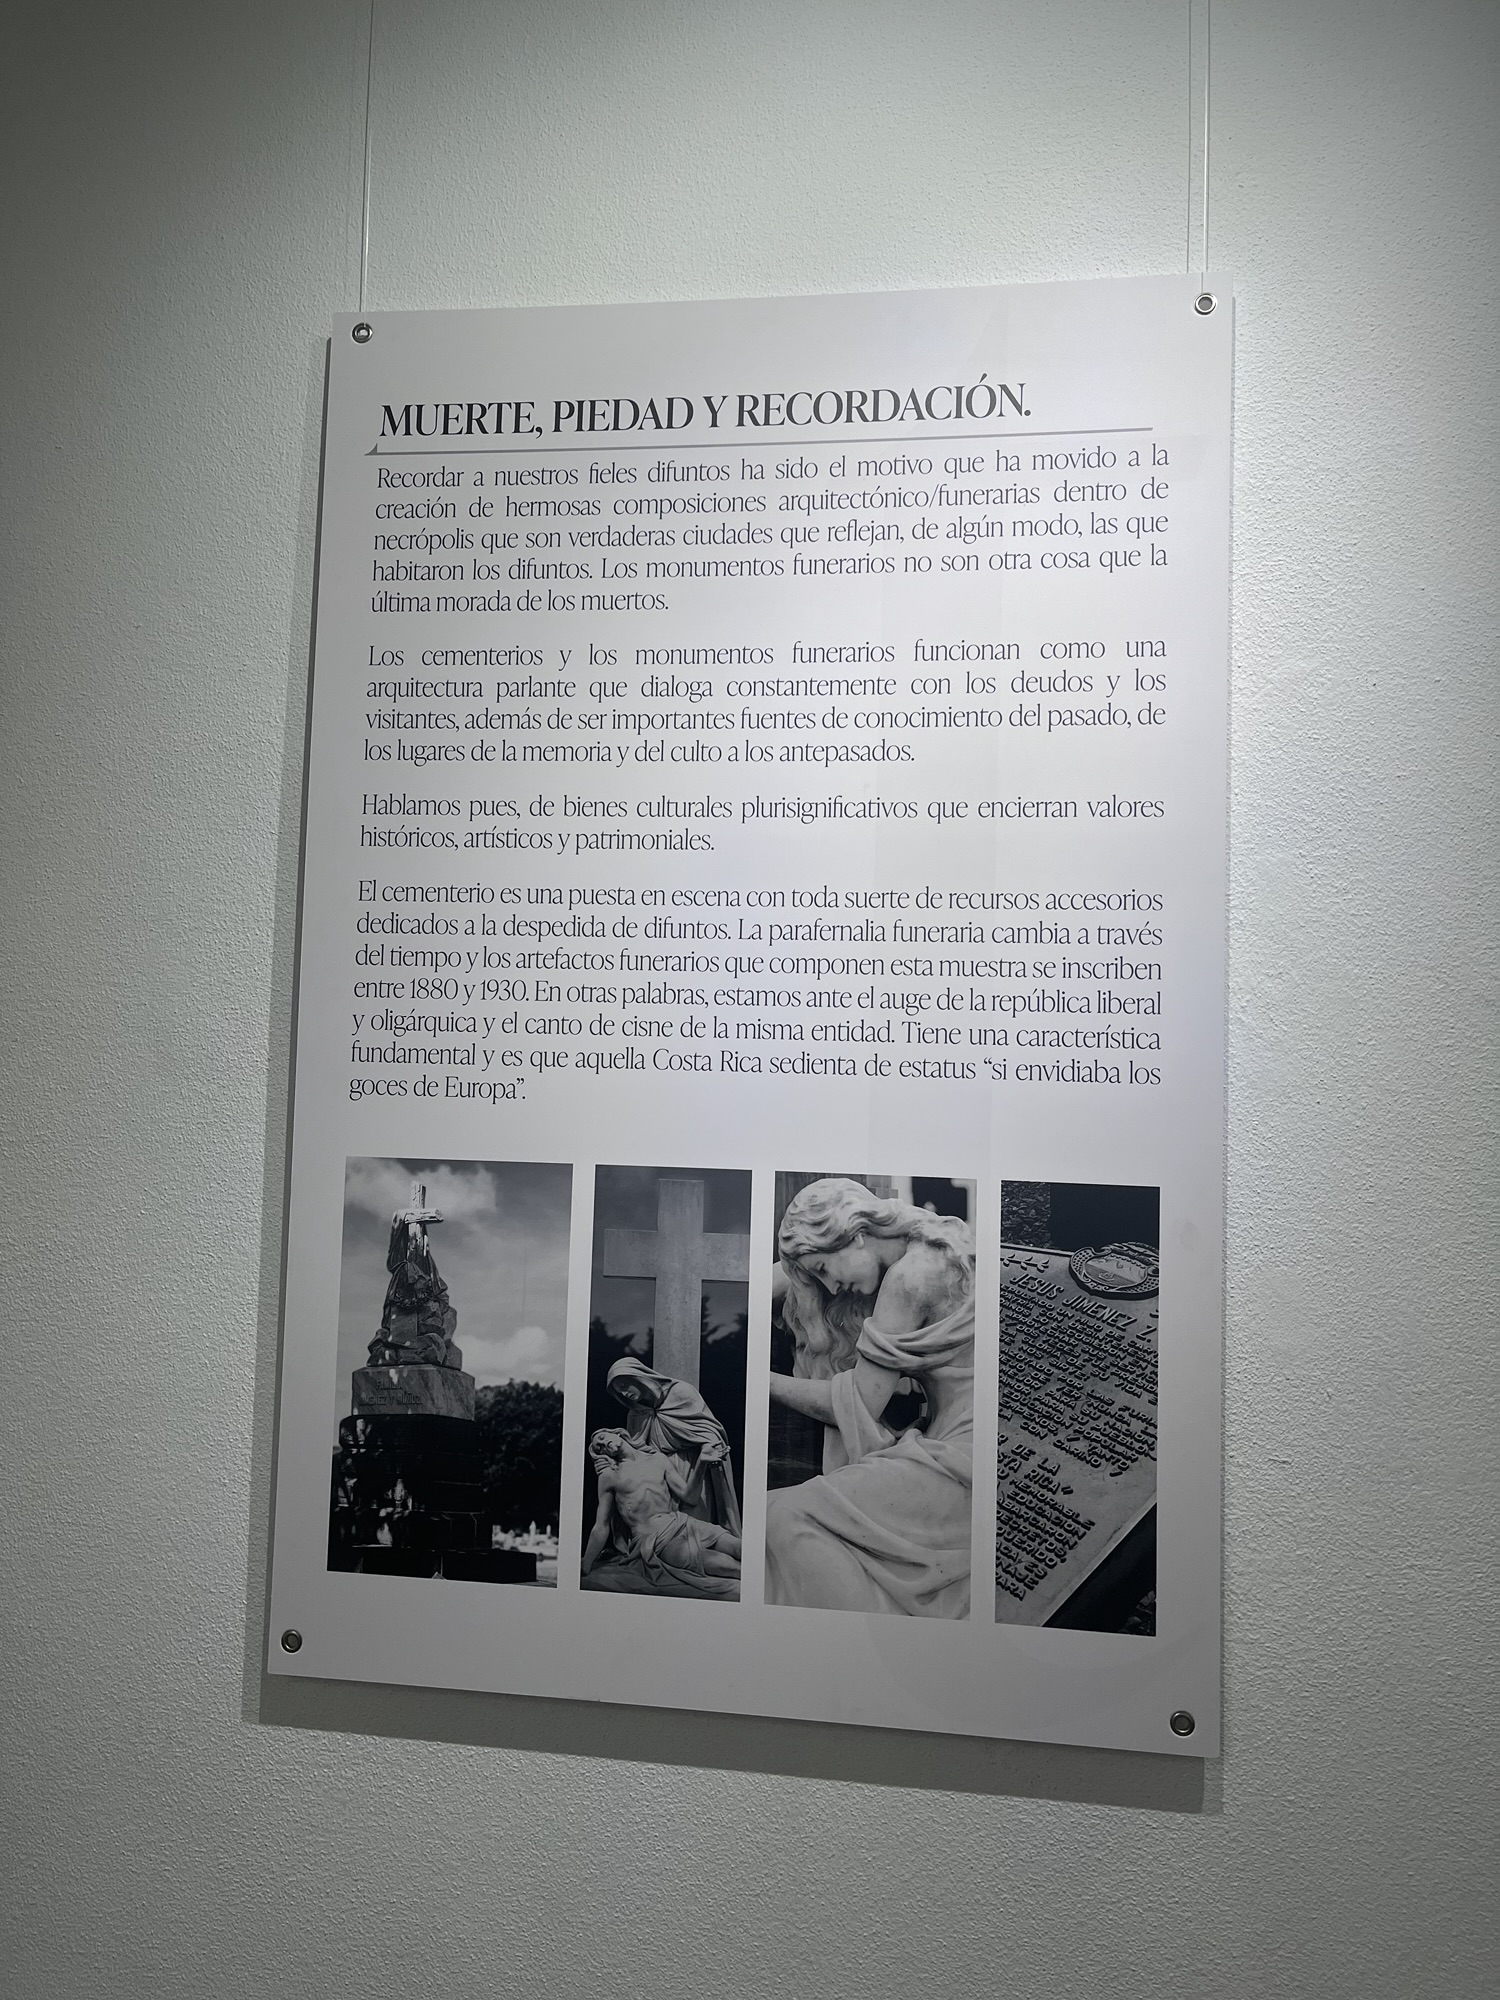 MUERTE, PIEDAD Y RECORDACIÓN.
Recordar a nuestros fieles difuntos ha sido el motivo que ha movido a la
creación de hermosas composiciones arquitectónico/funerarias dentro de
necrópolis que son verdaderas ciudades que reflejan, de algún modo, las que
habitaron los difuntos. Los monumentos funerarios no son otra cosa que la
última morada de los muertos.
Los cementerios y los monumentos funerarios funcionan como una
arquitectura parlante que dialoga constantemente con los deudos y los
visitantes, además de ser importantes fuentes de conocimiento del pasado, de
los lugares de la memoria y del culto a los antepasados.
Hablamos pues, de bienes culturales plurisignificativos que encierran valores
históricos, artísticos y patrimoniales.
El cementerio es una puesta en escena con toda suerte de recursos accesorios
dedicados a la despedida de difuntos. La parafernalia funeraria cambia a través
del tiempo y los artefactos funerarios que componen esta muestra se inscriben
entre 1880 y 1930. En otras palabras, estamos ante el auge de la república liberal
y oligárquica y el canto de cisne de la misma entidad. Tiene una característica
fundamental y es que aquella Costa Rica sedienta de estatus “si envidiaba los
goces de Europa”.
JESUS JIMENEZ Z.
CON CARIÑO
DE LA
STA RICA"
EDUCACION